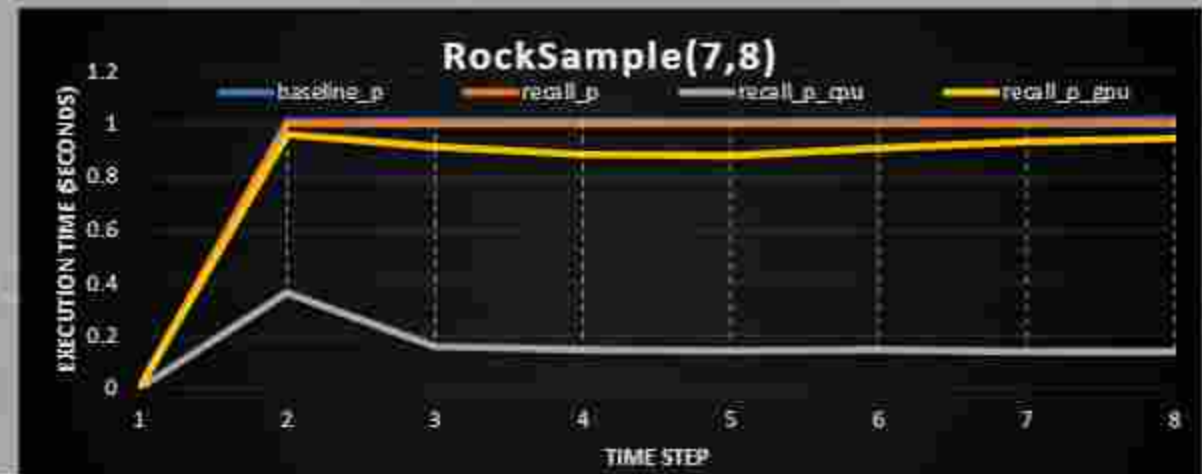 RockSample(7,8)
baseline_p recall_p recall_p_cpu recall_p_gpu
EXECUTION TIME (SECONDS)
1.2
1
0.8
0.6
0.4
0.2
0
1 2 3 4 5 6 7 8
TIME STEP